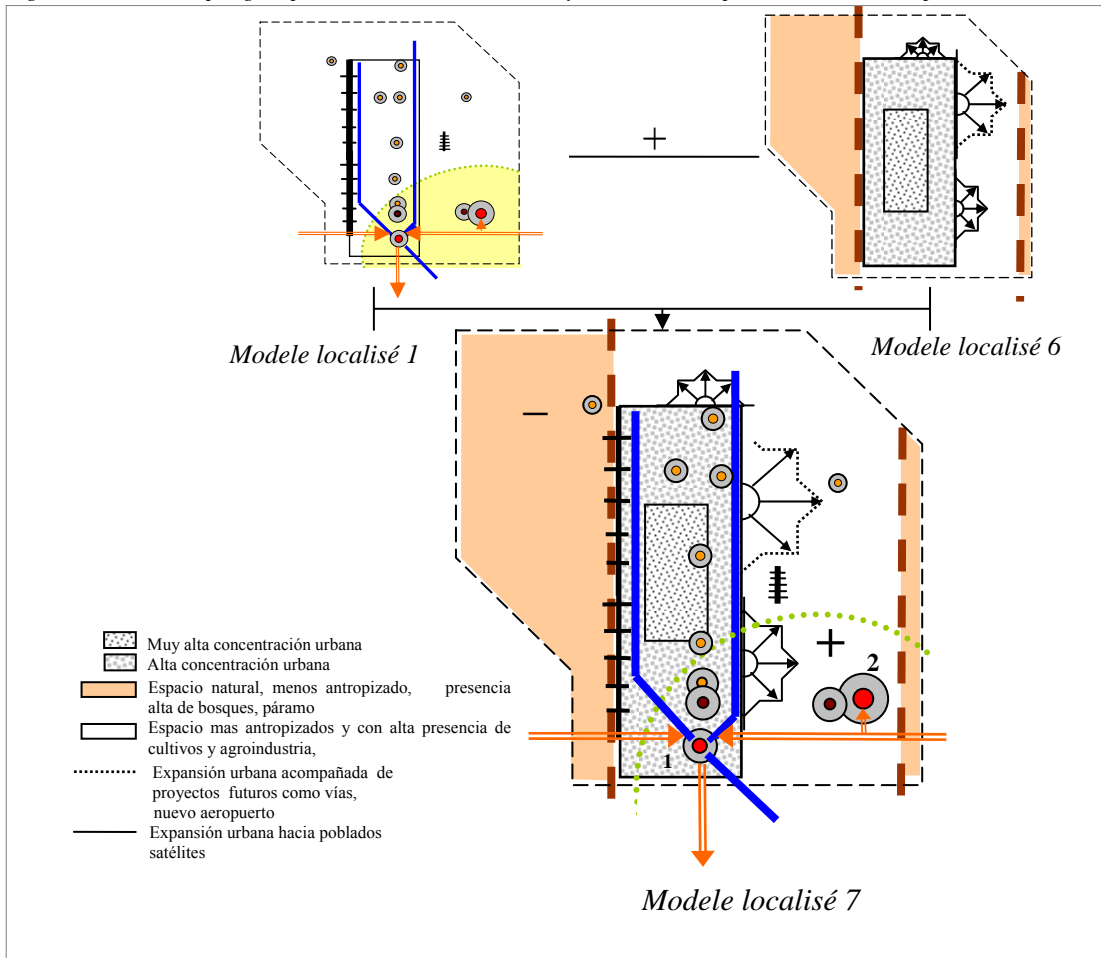 +
Modele localisé 1
Modele localisé 6
−
+
2
1
Muy alta concentración urbana
Alta concentración urbana
Espacio natural, menos antropizado, presencia
alta de bosques, páramo
Espacio mas antropizados y con alta presencia de
cultivos y agroindustria,
Expansión urbana acompañada de
proyectos futuros como vías,
nuevo aeropuerto
Expansión urbana hacia poblados
satélites
Modele localisé 7